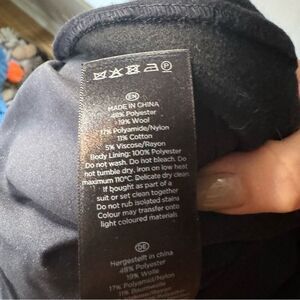 EN
MADE IN CHINA
48% Polyester
19% Wool
17% Polyamide/Nylon
11% Cotton
5% Viscose/Rayon
Body Lining: 100% Polyester
Do not wash. Do not bleach. Do
not tumble dry, iron on low heat
maximum 110°C. Delicate dry clean
If bought as part of a
suit or set clean together
Do not rub isolated stains
Colour may transfer onto
light coloured materials
DE
Hergestellt in china
48% Polyester
19% Wolle
17% Polyamid/Nylon
11% Baumwolle